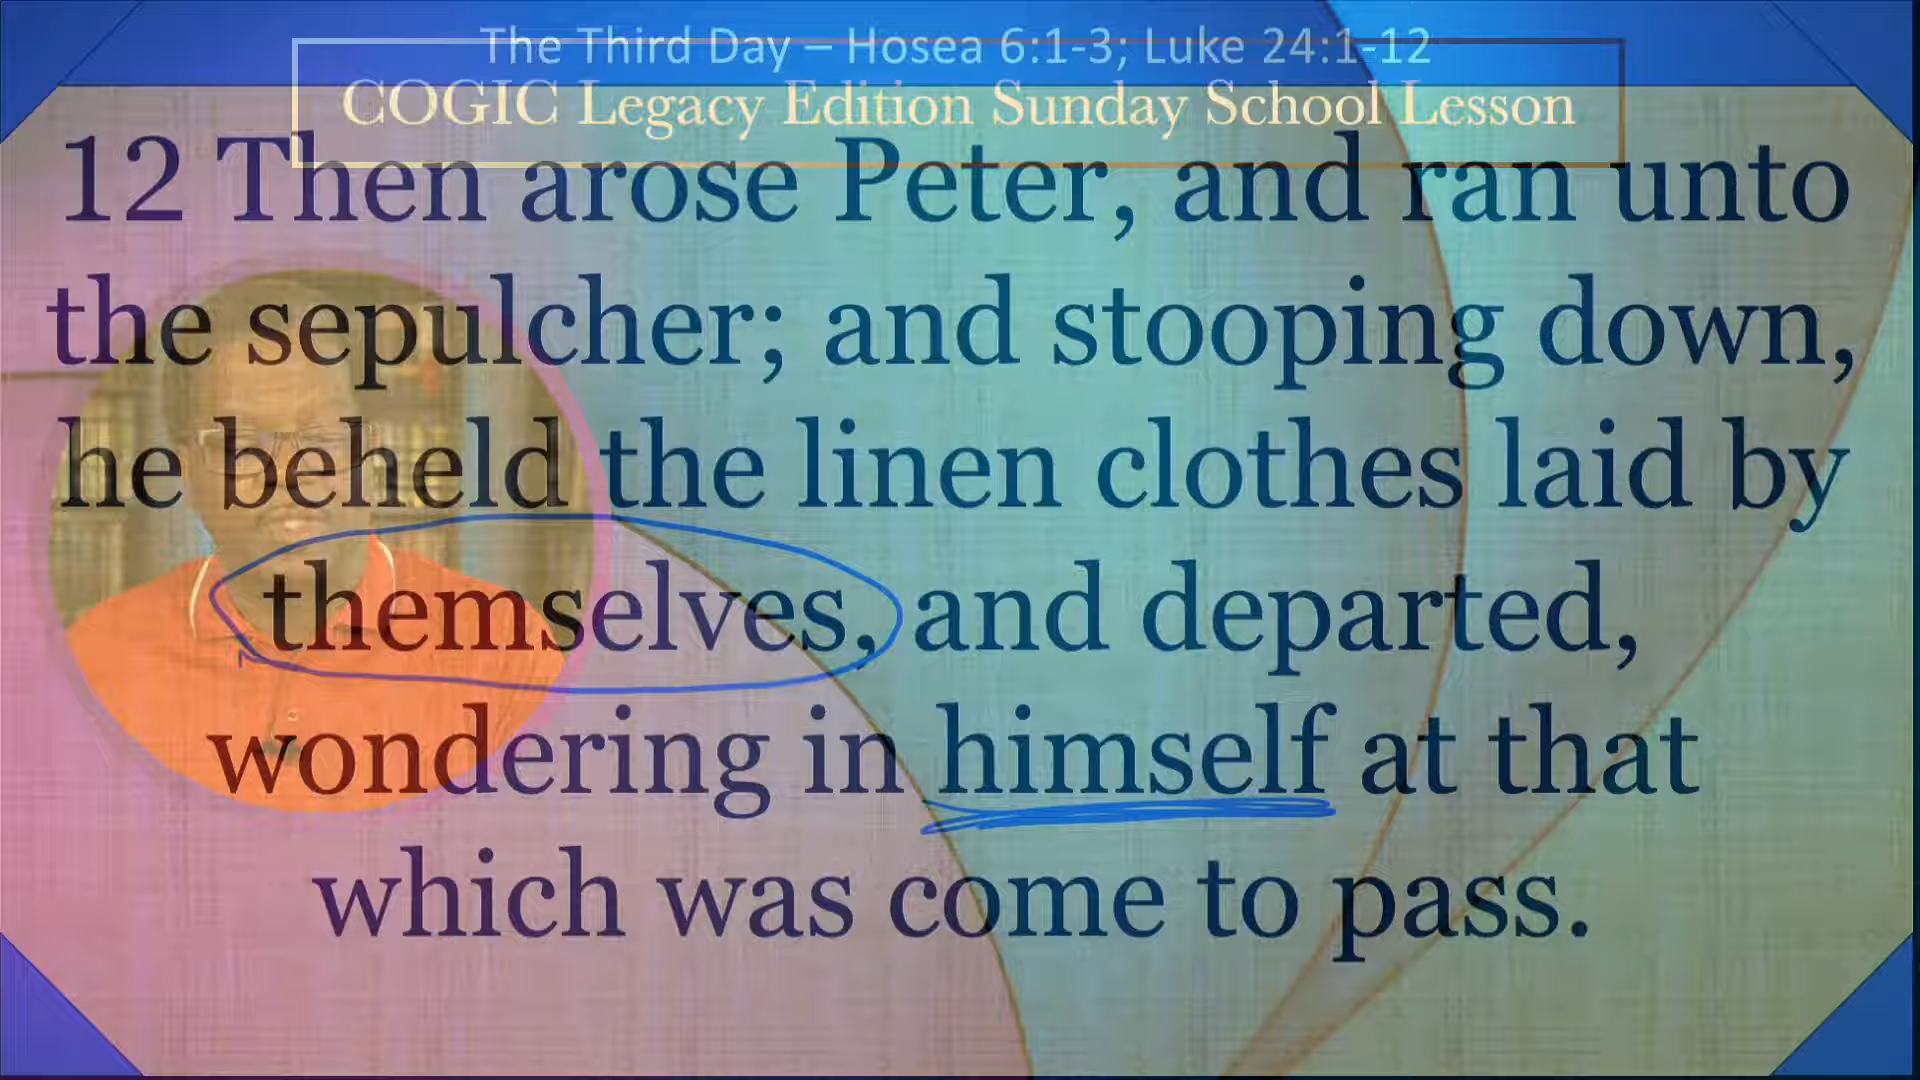 The Third Day – Hosea 6:1-3; Luke 24:1-12
COGIC Legacy Edition Sunday School Lesson
12 Then arose Peter, and ran unto
the sepulcher; and stooping down,
he beheld the linen clothes laid by
themselves, and departed,
wondering in himself at that
which was come to pass.